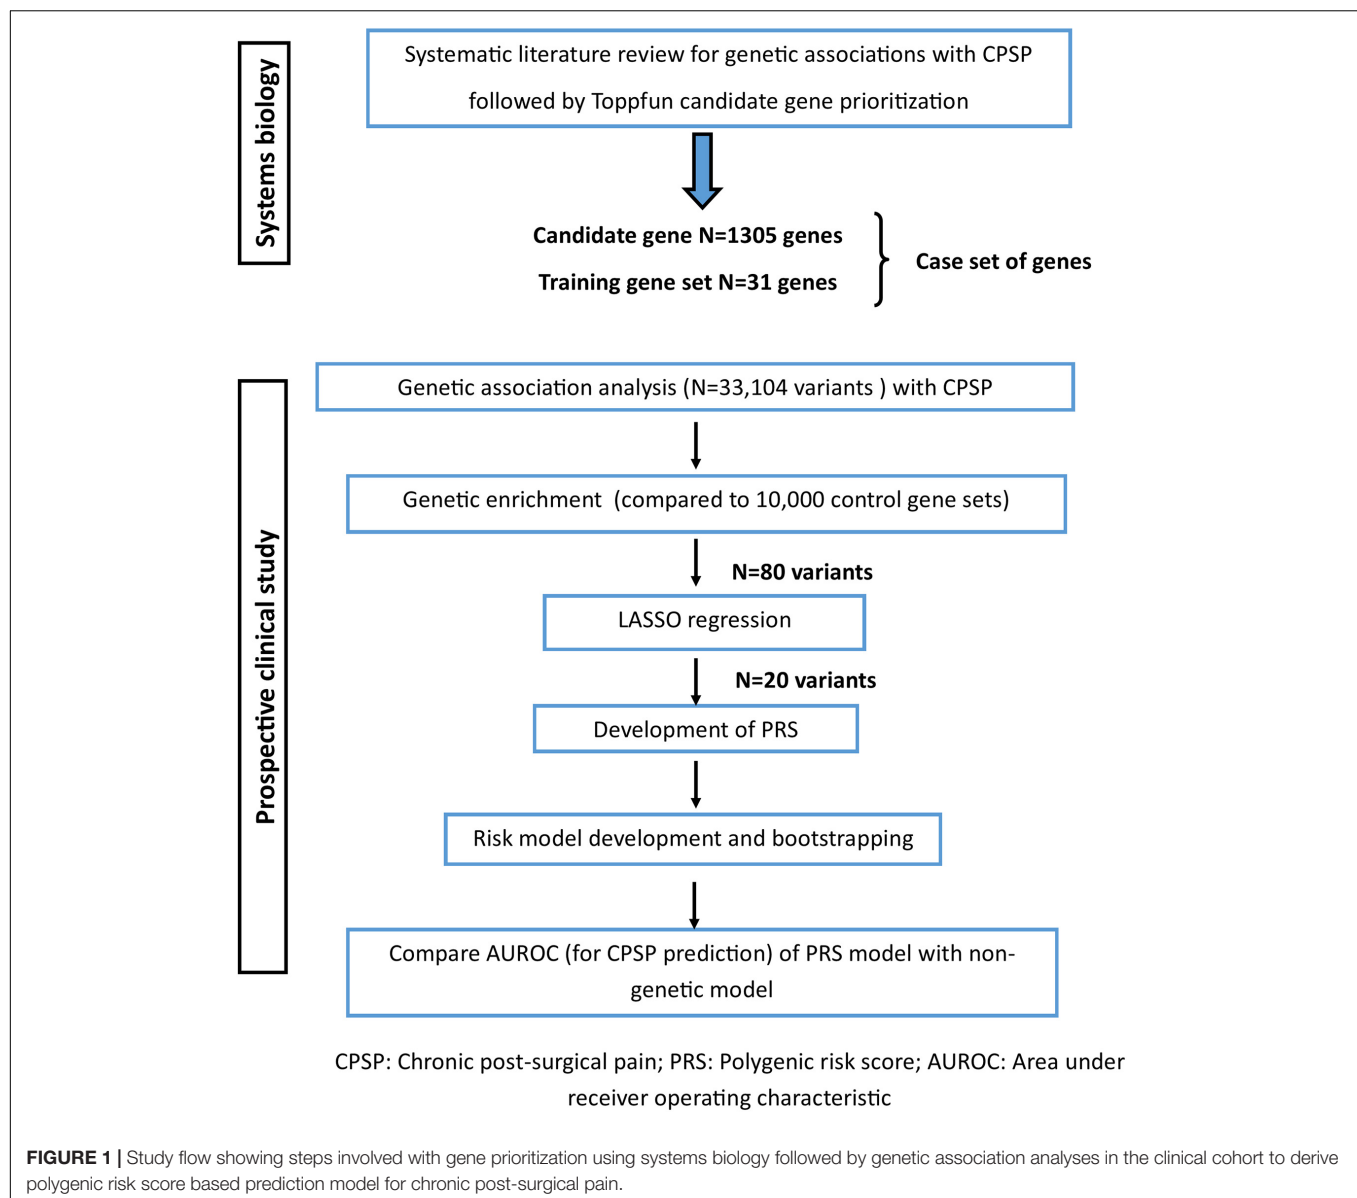 Systems biology
Systematic literature review for genetic associations with CPSP
followed by Toppfun candidate gene prioritization
Candidate gene N=1305 genes
Training gene set N=31 genes
Case set of genes
Prospective clinical study
Genetic association analysis (N=33,104 variants ) with CPSP
Genetic enrichment (compared to 10,000 control gene sets)
N=80 variants
LASSO regression
N=20 variants
Development of PRS
Risk model development and bootstrapping
Compare AUROC (for CPSP prediction) of PRS model with non-
genetic model
CPSP: Chronic post-surgical pain; PRS: Polygenic risk score; AUROC: Area under
receiver operating characteristic
FIGURE 1 | Study flow showing steps involved with gene prioritization using systems biology followed by genetic association analyses in the clinical cohort to derive
polygenic risk score based prediction model for chronic post-surgical pain.